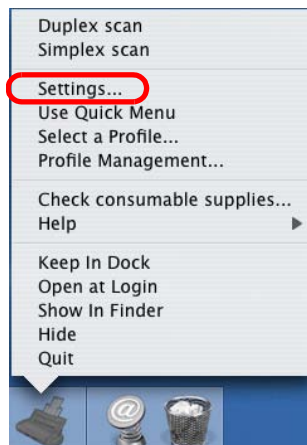 Duplex scan
Simplex scan
Settings...
Use Quick Menu
Select a Profile...
Profile Management...
Check consumable supplies...
Help
Keep In Dock
Open at Login
Show In Finder
Hide
Quit
@